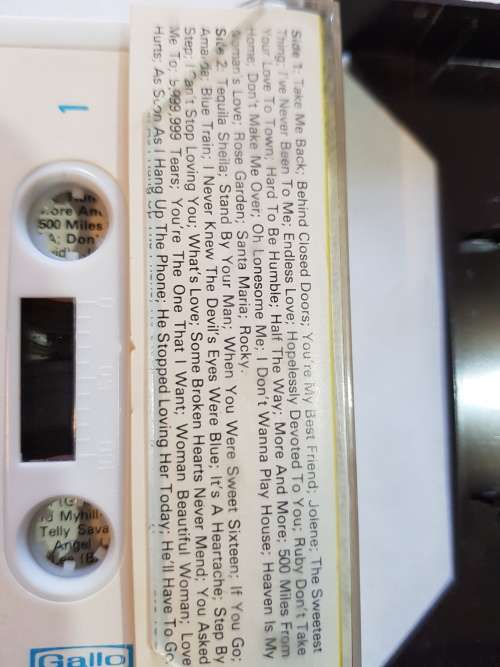 Side 1: Take Me Back; Behind Closed Doors; You're My Best Friend; Jolene; The Sweetest
Thing; I've Never Been To Me; Endless Love; Hopelessly Devoted To You; Ruby Don't Take
Your Love To Town; Hard To Be Humble; Half The Way; More And More; 500 Miles From
Home; Don't Make Me Over; Oh Lonesome Me; I Don't Wanna Play House; Heaven Is My
Woman's Love; Rose Garden; Santa Maria; Rocky.
Side 2: Tequila Sheila; Stand By Your Man; When You Were Sweet Sixteen; If You Go;
Amanda; Blue Train; I Never Knew The Devil's Eyes Were Blue; It's A Heartache; Step By
Step; I Can't Stop Loving You; What's Love; Some Broken Hearts Never Mend; You Asked
Me To; 999,999 Tears; You're The One That I Want; Woman Beautiful Woman; Love
Hurts; As Soon As I Hang Up The Phone; He Stopped Loving Her Today; He'll Have To Go
1
500 Miles
Don'
Myhill
Telly Sava
Angel
Gallo